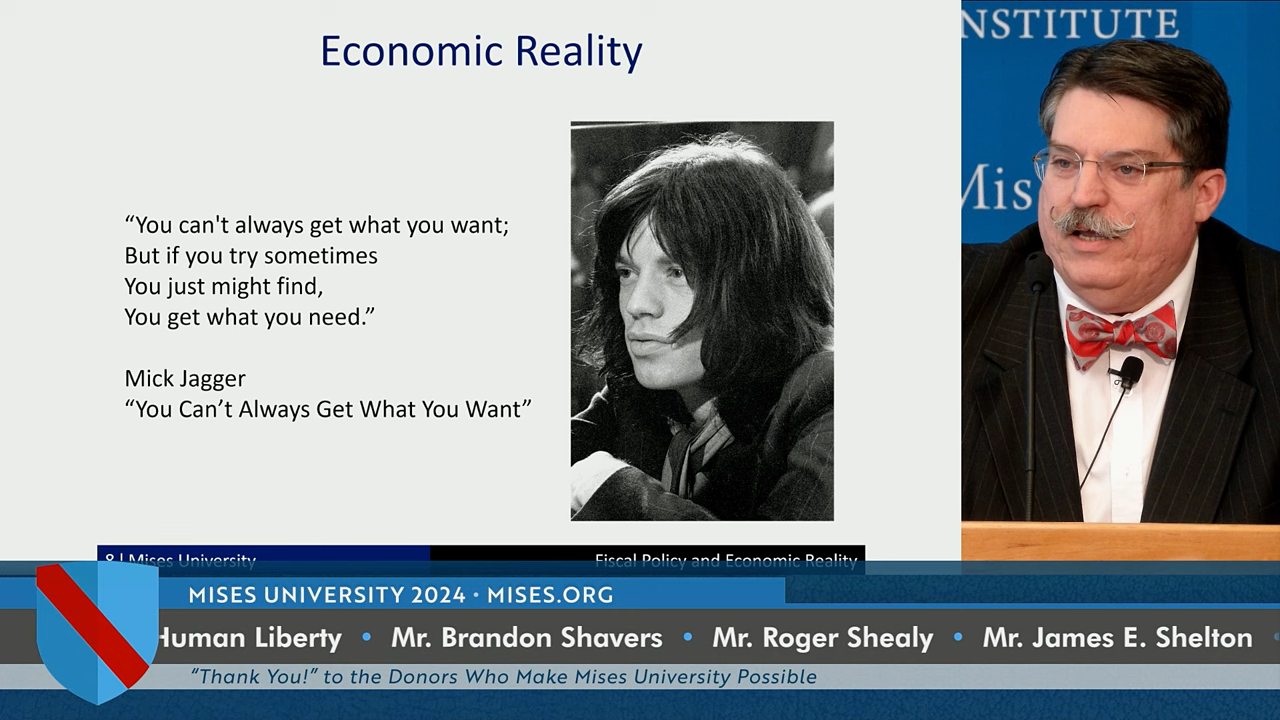 Economic Reality
“You can't always get what you want;
But if you try sometimes
You just might find,
You get what you need.”
Mick Jagger
“You Can’t Always Get What You Want”
NSTITUTE
Mis
8 | Mises University
Fiscal Policy and Economic Reality
MISES UNIVERSITY 2024 • MISES.ORG
Human Liberty • Mr. Brandon Shavers • Mr. Roger Shealy • Mr. James E. Shelton
“Thank You!” to the Donors Who Make Mises University Possible